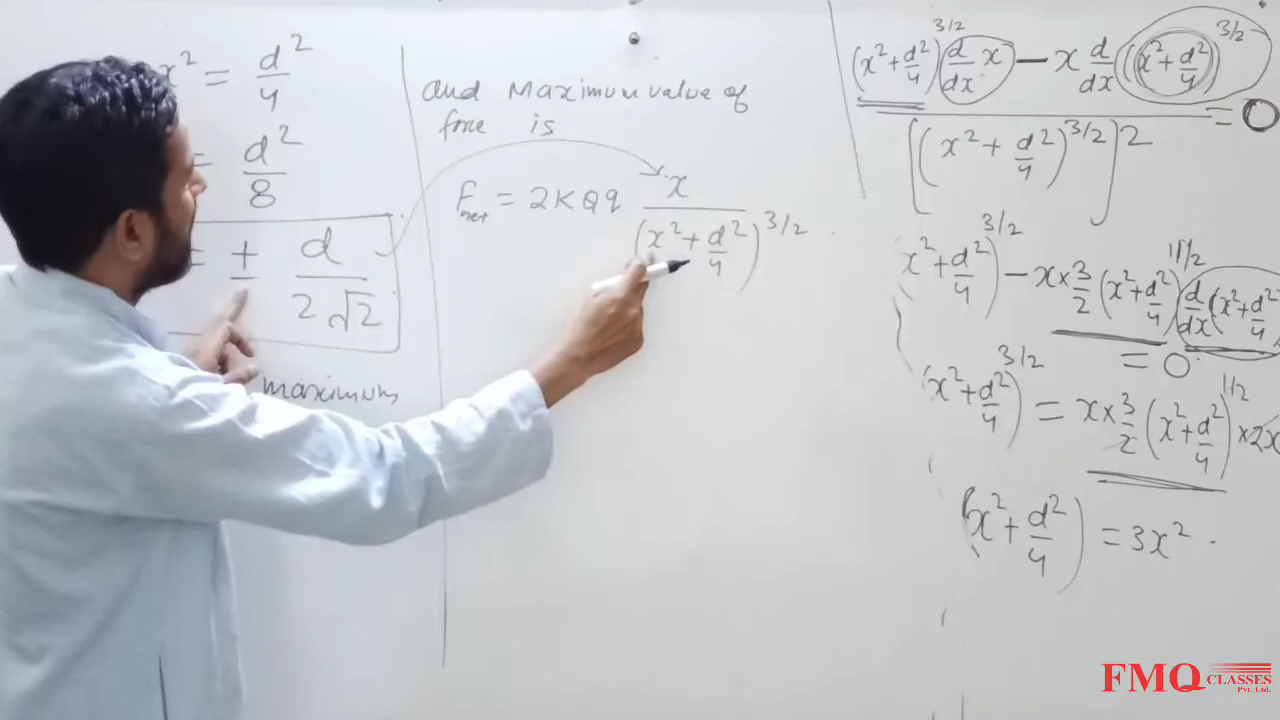 x² = d²/4
= d²/8
= ± d/2√2
maximum
and Maximum value of
force is
Fnet = 2KQq x/(x²+d²/4)^3/2
(x²+d²/4)^3/2 d/dx x − x d/dx (x²+d²/4)^3/2 / [(x²+d²/4)^3/2]² = 0
x²+d²/4)^3/2 − x×3/2 (x²+d²/4)^1/2 d/dx (x²+d²/4
= 0
x²+d²/4)^3/2 = x×3/2 (x²+d²/4)^1/2 ×2x
(x²+d²/4) = 3x²
FMQ CLASSES
Pvt. Ltd.